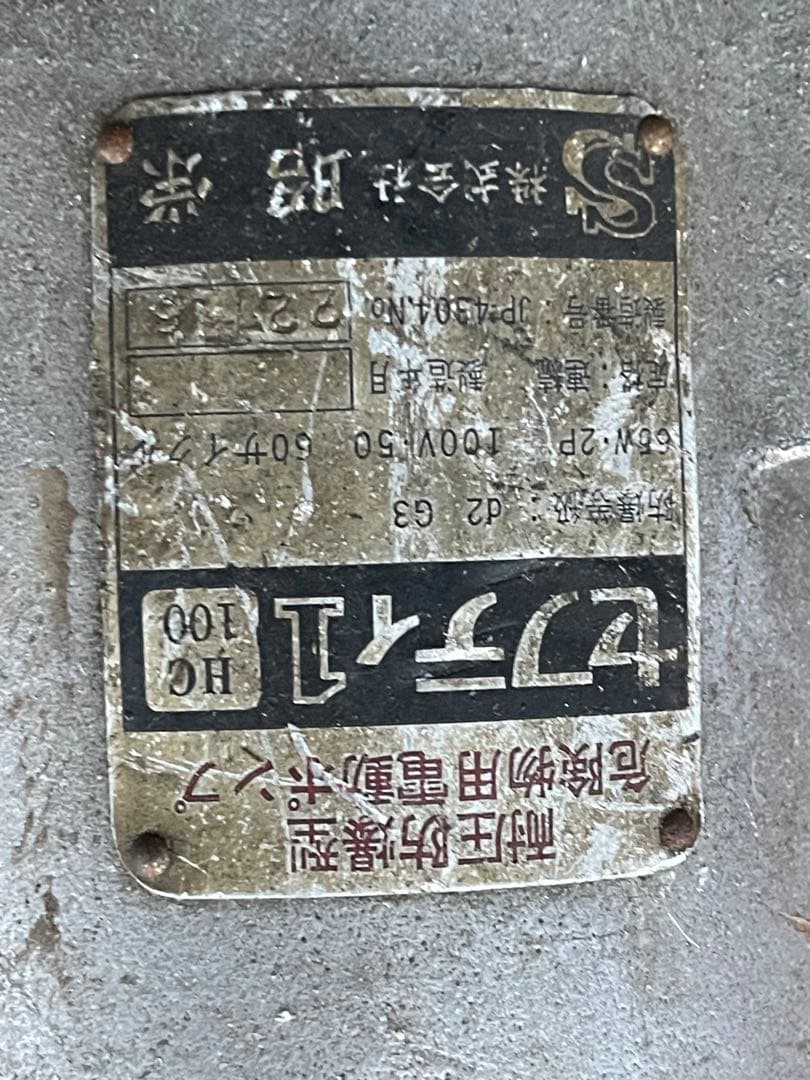 耐圧防爆型
危険物用電動ポンプ
セフティ1 HC 100
防爆等級：d2 G3
65W・2P 100V・50 60サイクル
定格：連続 製造年月
製造番号：JP-4304.No
SS 株式会社